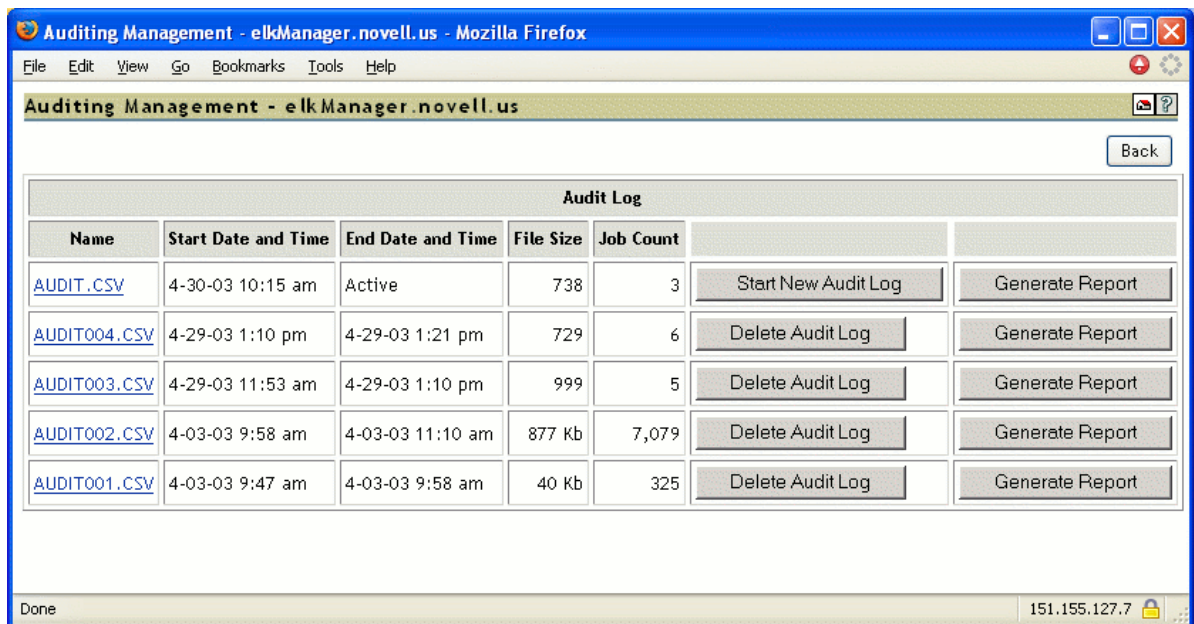 Auditing Management - elkManager.novell.us - Mozilla Firefox
File Edit View Go Bookmarks Tools Help
Auditing Management - elkManager.novell.us
Back
Audit Log
Name Start Date and Time End Date and Time File Size Job Count
AUDIT.CSV 4-30-03 10:15 am Active 738 3 Start New Audit Log Generate Report
AUDIT004.CSV 4-29-03 1:10 pm 4-29-03 1:21 pm 729 6 Delete Audit Log Generate Report
AUDIT003.CSV 4-29-03 11:53 am 4-29-03 1:10 pm 999 5 Delete Audit Log Generate Report
AUDIT002.CSV 4-03-03 9:58 am 4-03-03 11:10 am 877 Kb 7,079 Delete Audit Log Generate Report
AUDIT001.CSV 4-03-03 9:47 am 4-03-03 9:58 am 40 Kb 325 Delete Audit Log Generate Report
Done 151.155.127.7